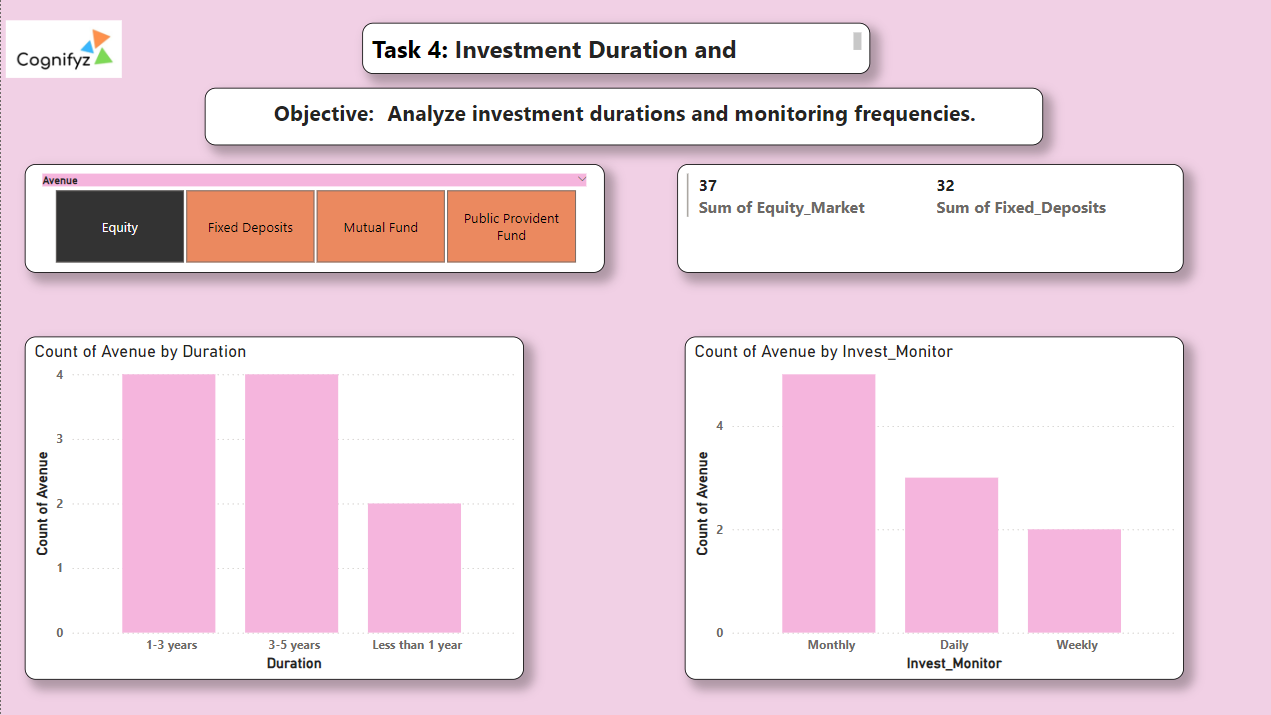 Cognifyz
Task 4: Investment Duration and
Objective: Analyze investment durations and monitoring frequencies.
Avenue
Equity
Fixed Deposits
Mutual Fund
Public Provident
Fund
37
Sum of Equity_Market
32
Sum of Fixed_Deposits
Count of Avenue by Duration
Count of Avenue
4
3
2
1
0
1-3 years
3-5 years
Less than 1 year
Duration
Count of Avenue by Invest_Monitor
Count of Avenue
4
2
0
Monthly
Daily
Weekly
Invest_Monitor